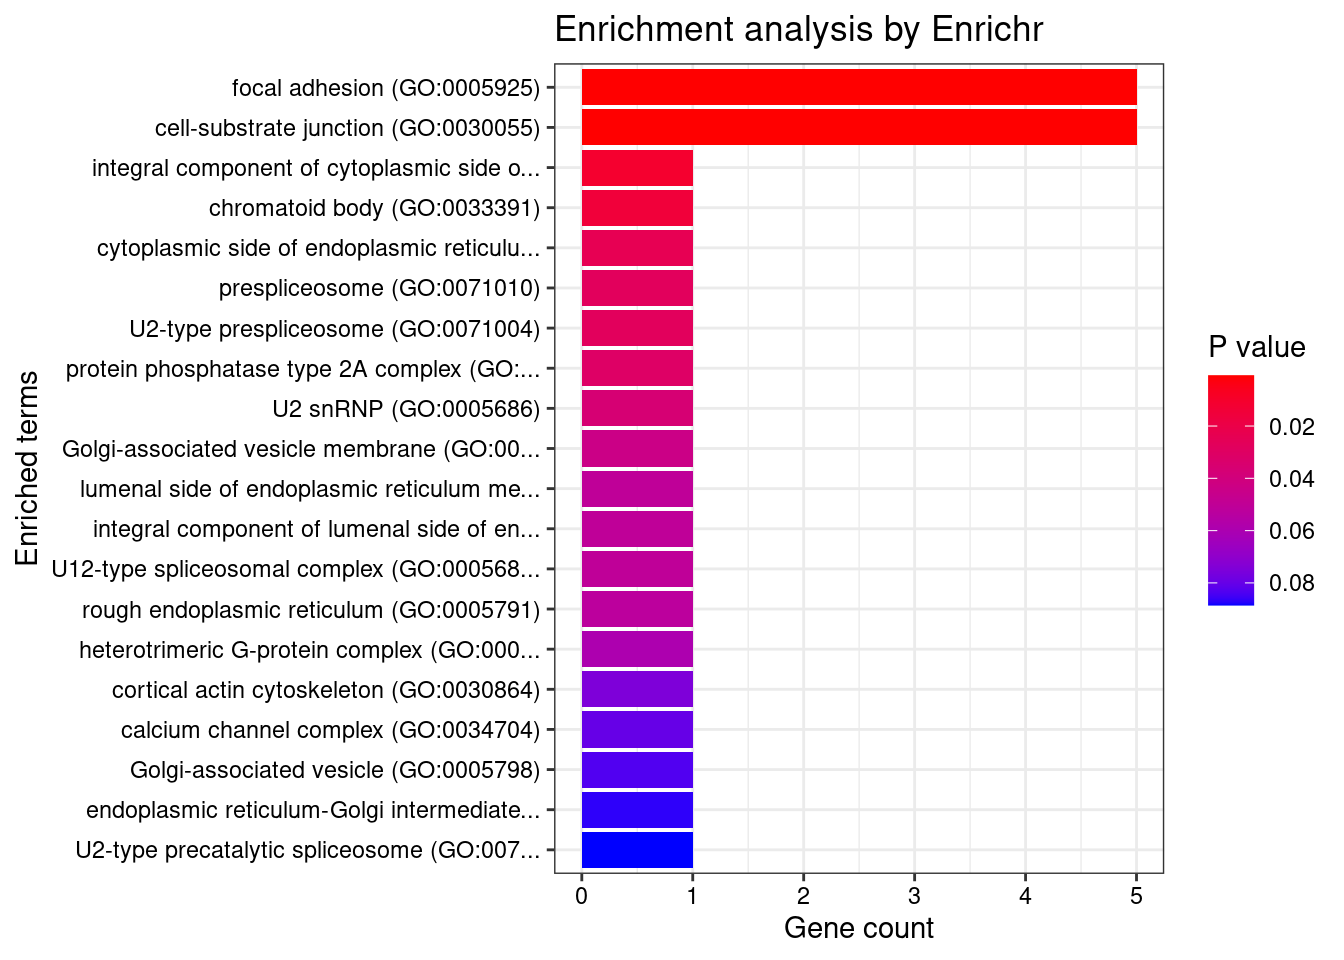 Enrichment analysis by Enrichr
focal adhesion (GO:0005925)
cell-substrate junction (GO:0030055)
integral component of cytoplasmic side o...
chromatoid body (GO:0033391)
cytoplasmic side of endoplasmic reticulu...
prespliceosome (GO:0071010)
U2-type prespliceosome (GO:0071004)
protein phosphatase type 2A complex (GO:...
U2 snRNP (GO:0005686)
Golgi-associated vesicle membrane (GO:00...
lumenal side of endoplasmic reticulum me...
integral component of lumenal side of en...
U12-type spliceosomal complex (GO:000568...
rough endoplasmic reticulum (GO:0005791)
heterotrimeric G-protein complex (GO:000...
cortical actin cytoskeleton (GO:0030864)
calcium channel complex (GO:0034704)
Golgi-associated vesicle (GO:0005798)
endoplasmic reticulum-Golgi intermediate...
U2-type precatalytic spliceosome (GO:007...
Enriched terms
0 1 2 3 4 5
Gene count
P value
0.02
0.04
0.06
0.08